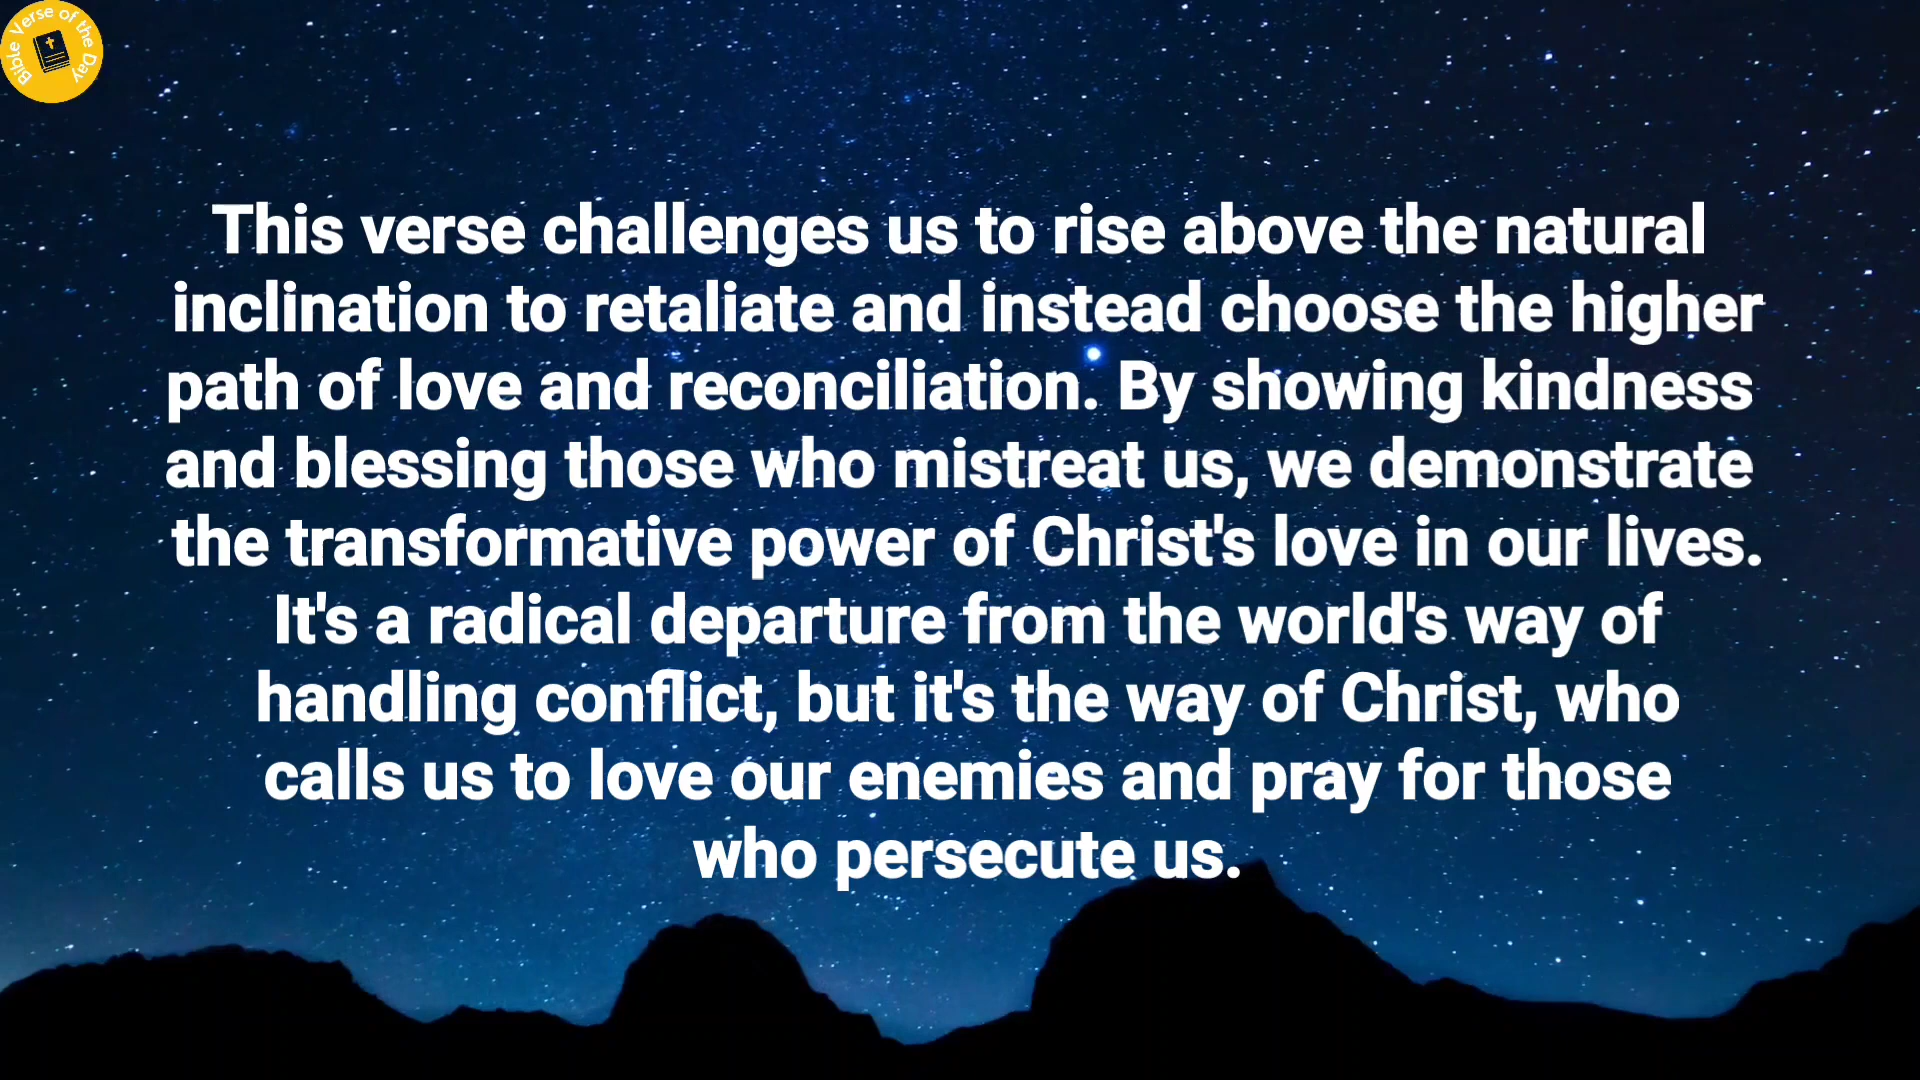 Bible Verse of the Day
This verse challenges us to rise above the natural
inclination to retaliate and instead choose the higher
path of love and reconciliation. By showing kindness
and blessing those who mistreat us, we demonstrate
the transformative power of Christ's love in our lives.
It's a radical departure from the world's way of
handling conflict, but it's the way of Christ, who
calls us to love our enemies and pray for those
who persecute us.